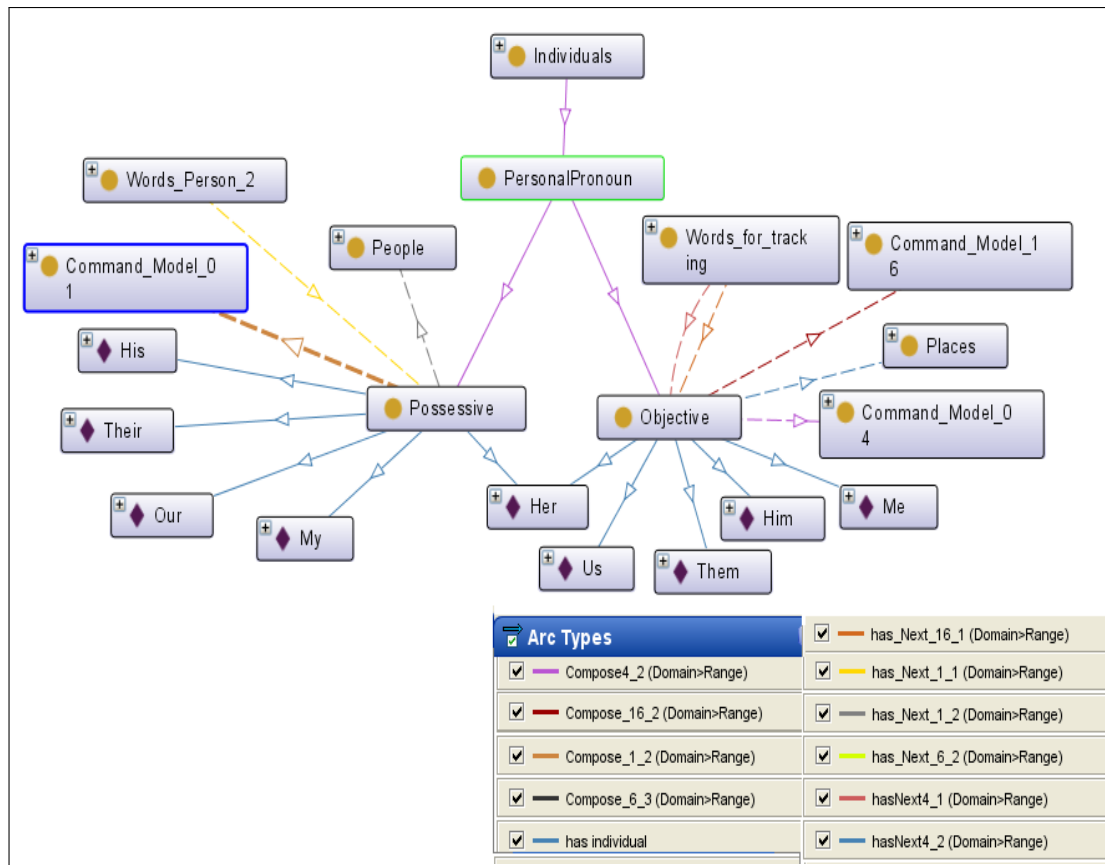 Individuals
PersonalPronoun
Words_Person_2
People
Words_for_track
ing
Command_Model_1
6
Command_Model_0
1
Places
His
Possessive
Objective
Command_Model_0
4
Their
Our
My
Her
Him
Me
Us
Them
Arc Types
Compose4_2 (Domain>Range)
Compose_16_2 (Domain>Range)
Compose_1_2 (Domain>Range)
Compose_6_3 (Domain>Range)
has individual
has_Next_16_1 (Domain>Range)
has_Next_1_1 (Domain>Range)
has_Next_1_2 (Domain>Range)
has_Next_6_2 (Domain>Range)
hasNext4_1 (Domain>Range)
hasNext4_2 (Domain>Range)